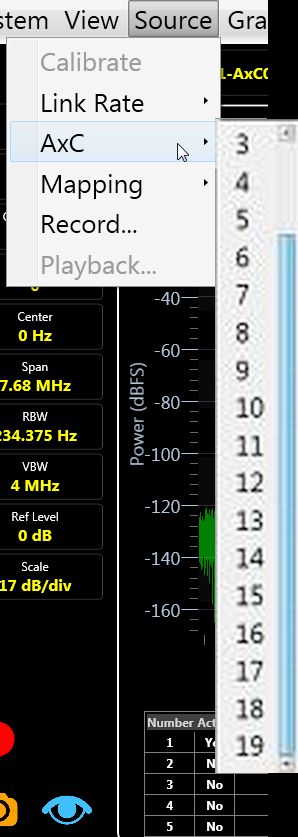 stem View Source Gra
Calibrate
L-AxC0
Link Rate
AxC
Mapping
Record...
Playback...
3
4
5
6
7
8
9
10
11
12
13
14
15
16
17
18
19
Center
0 Hz
Span
7.68 MHz
RBW
234.375 Hz
VBW
4 MHz
Ref Level
0 dB
Scale
17 dB/div
Power (dBFS)
-40
-60
-80
-100
-120
-140
-160
Number Act
1 Ye
2 N
3 No
4 No
5 No